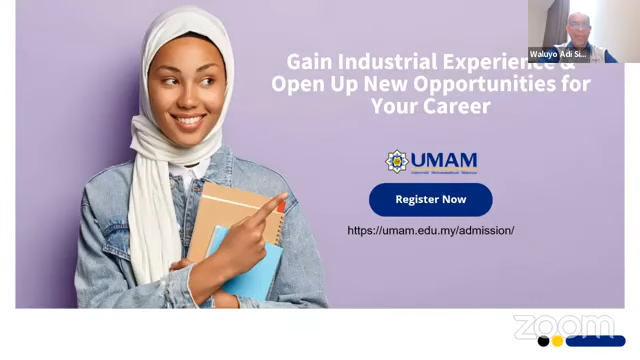 Waluyo Adi Si...
Gain Industrial Experience &
Open Up New Opportunities for
Your Career
UMAM
Register Now
https://umam.edu.my/admission/
zoom